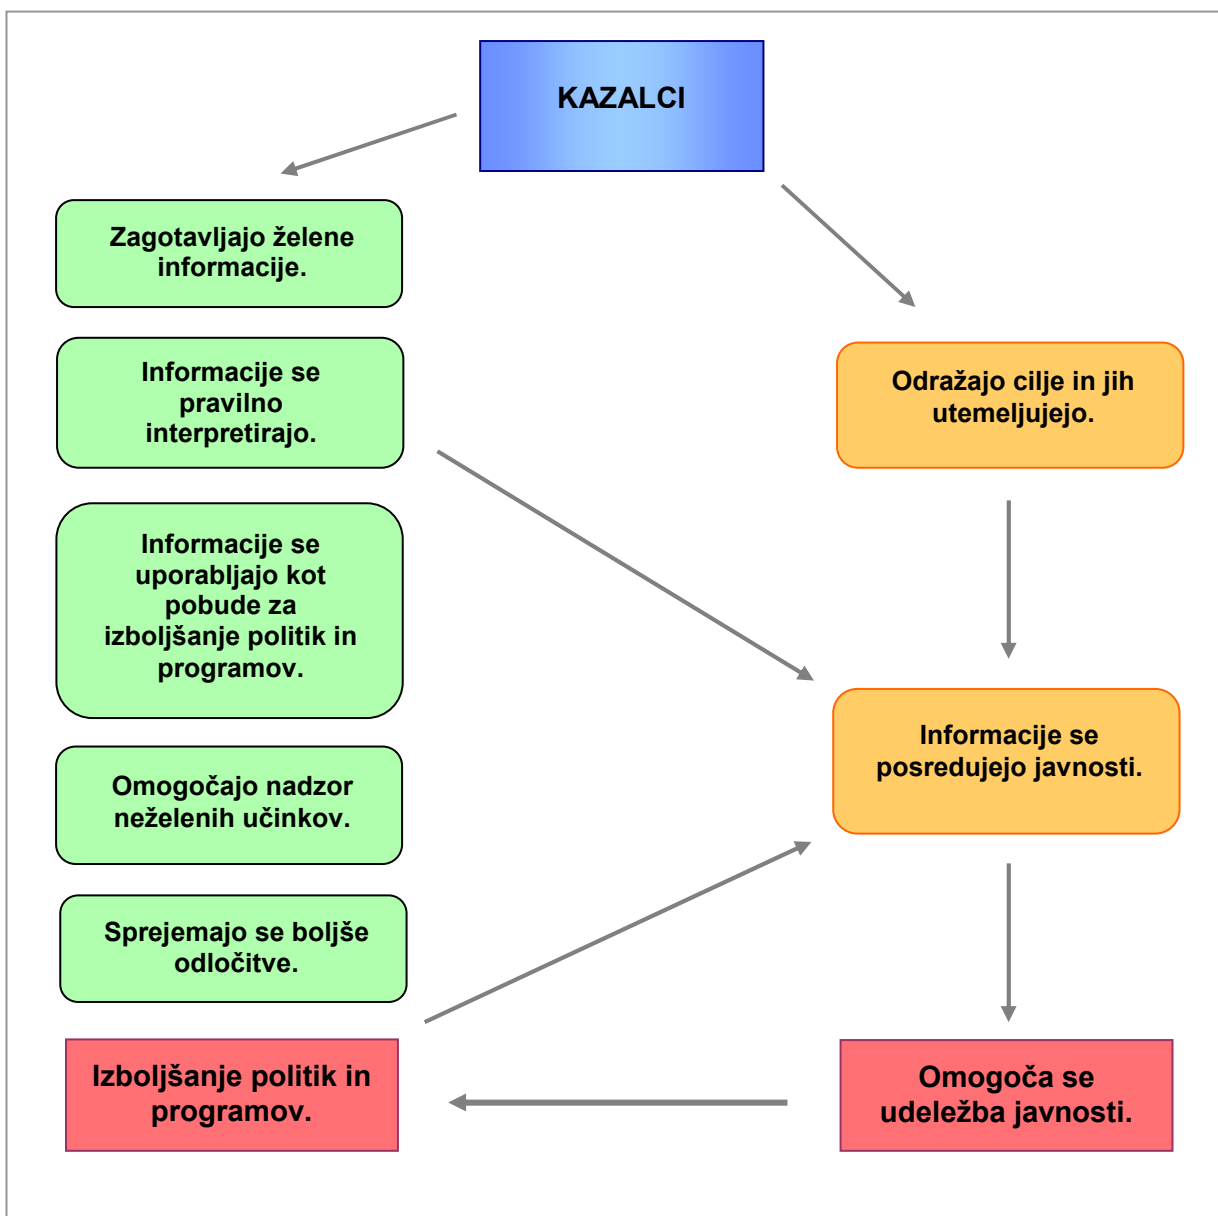 KAZALCI
Zagotavljajo želene
informacije.
Informacije se
pravilno
interpretirajo.
Informacije se
uporabljajo kot
pobude za
izboljšanje politik in
programov.
Omogočajo nadzor
neželenih učinkov.
Sprejemajo se boljše
odločitve.
Izboljšanje politik in
programov.
Odražajo cilje in jih
utemeljujejo.
Informacije se
posredujejo javnosti.
Omogoča se
udeležba javnosti.